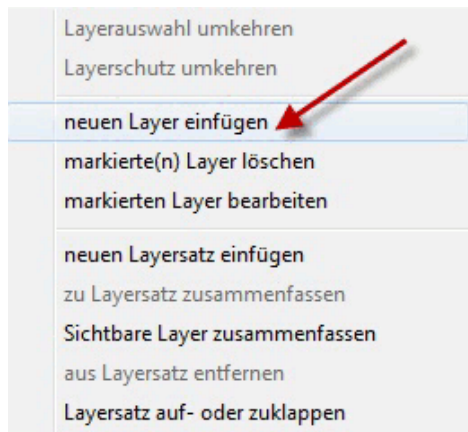 Layerauswahl umkehren
Layerschutz umkehren
neuen Layer einfügen
markierte(n) Layer löschen
markierten Layer bearbeiten
neuen Layersatz einfügen
zu Layersatz zusammenfassen
Sichtbare Layer zusammenfassen
aus Layersatz entfernen
Layersatz auf- oder zuklappen